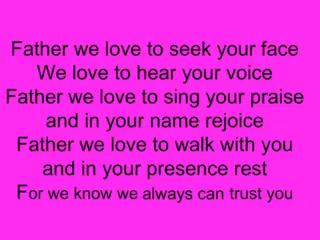 Father we love to seek your face
We love to hear your voice
Father we love to sing your praise
and in your name rejoice
Father we love to walk with you
and in your presence rest
For we know we always can trust you